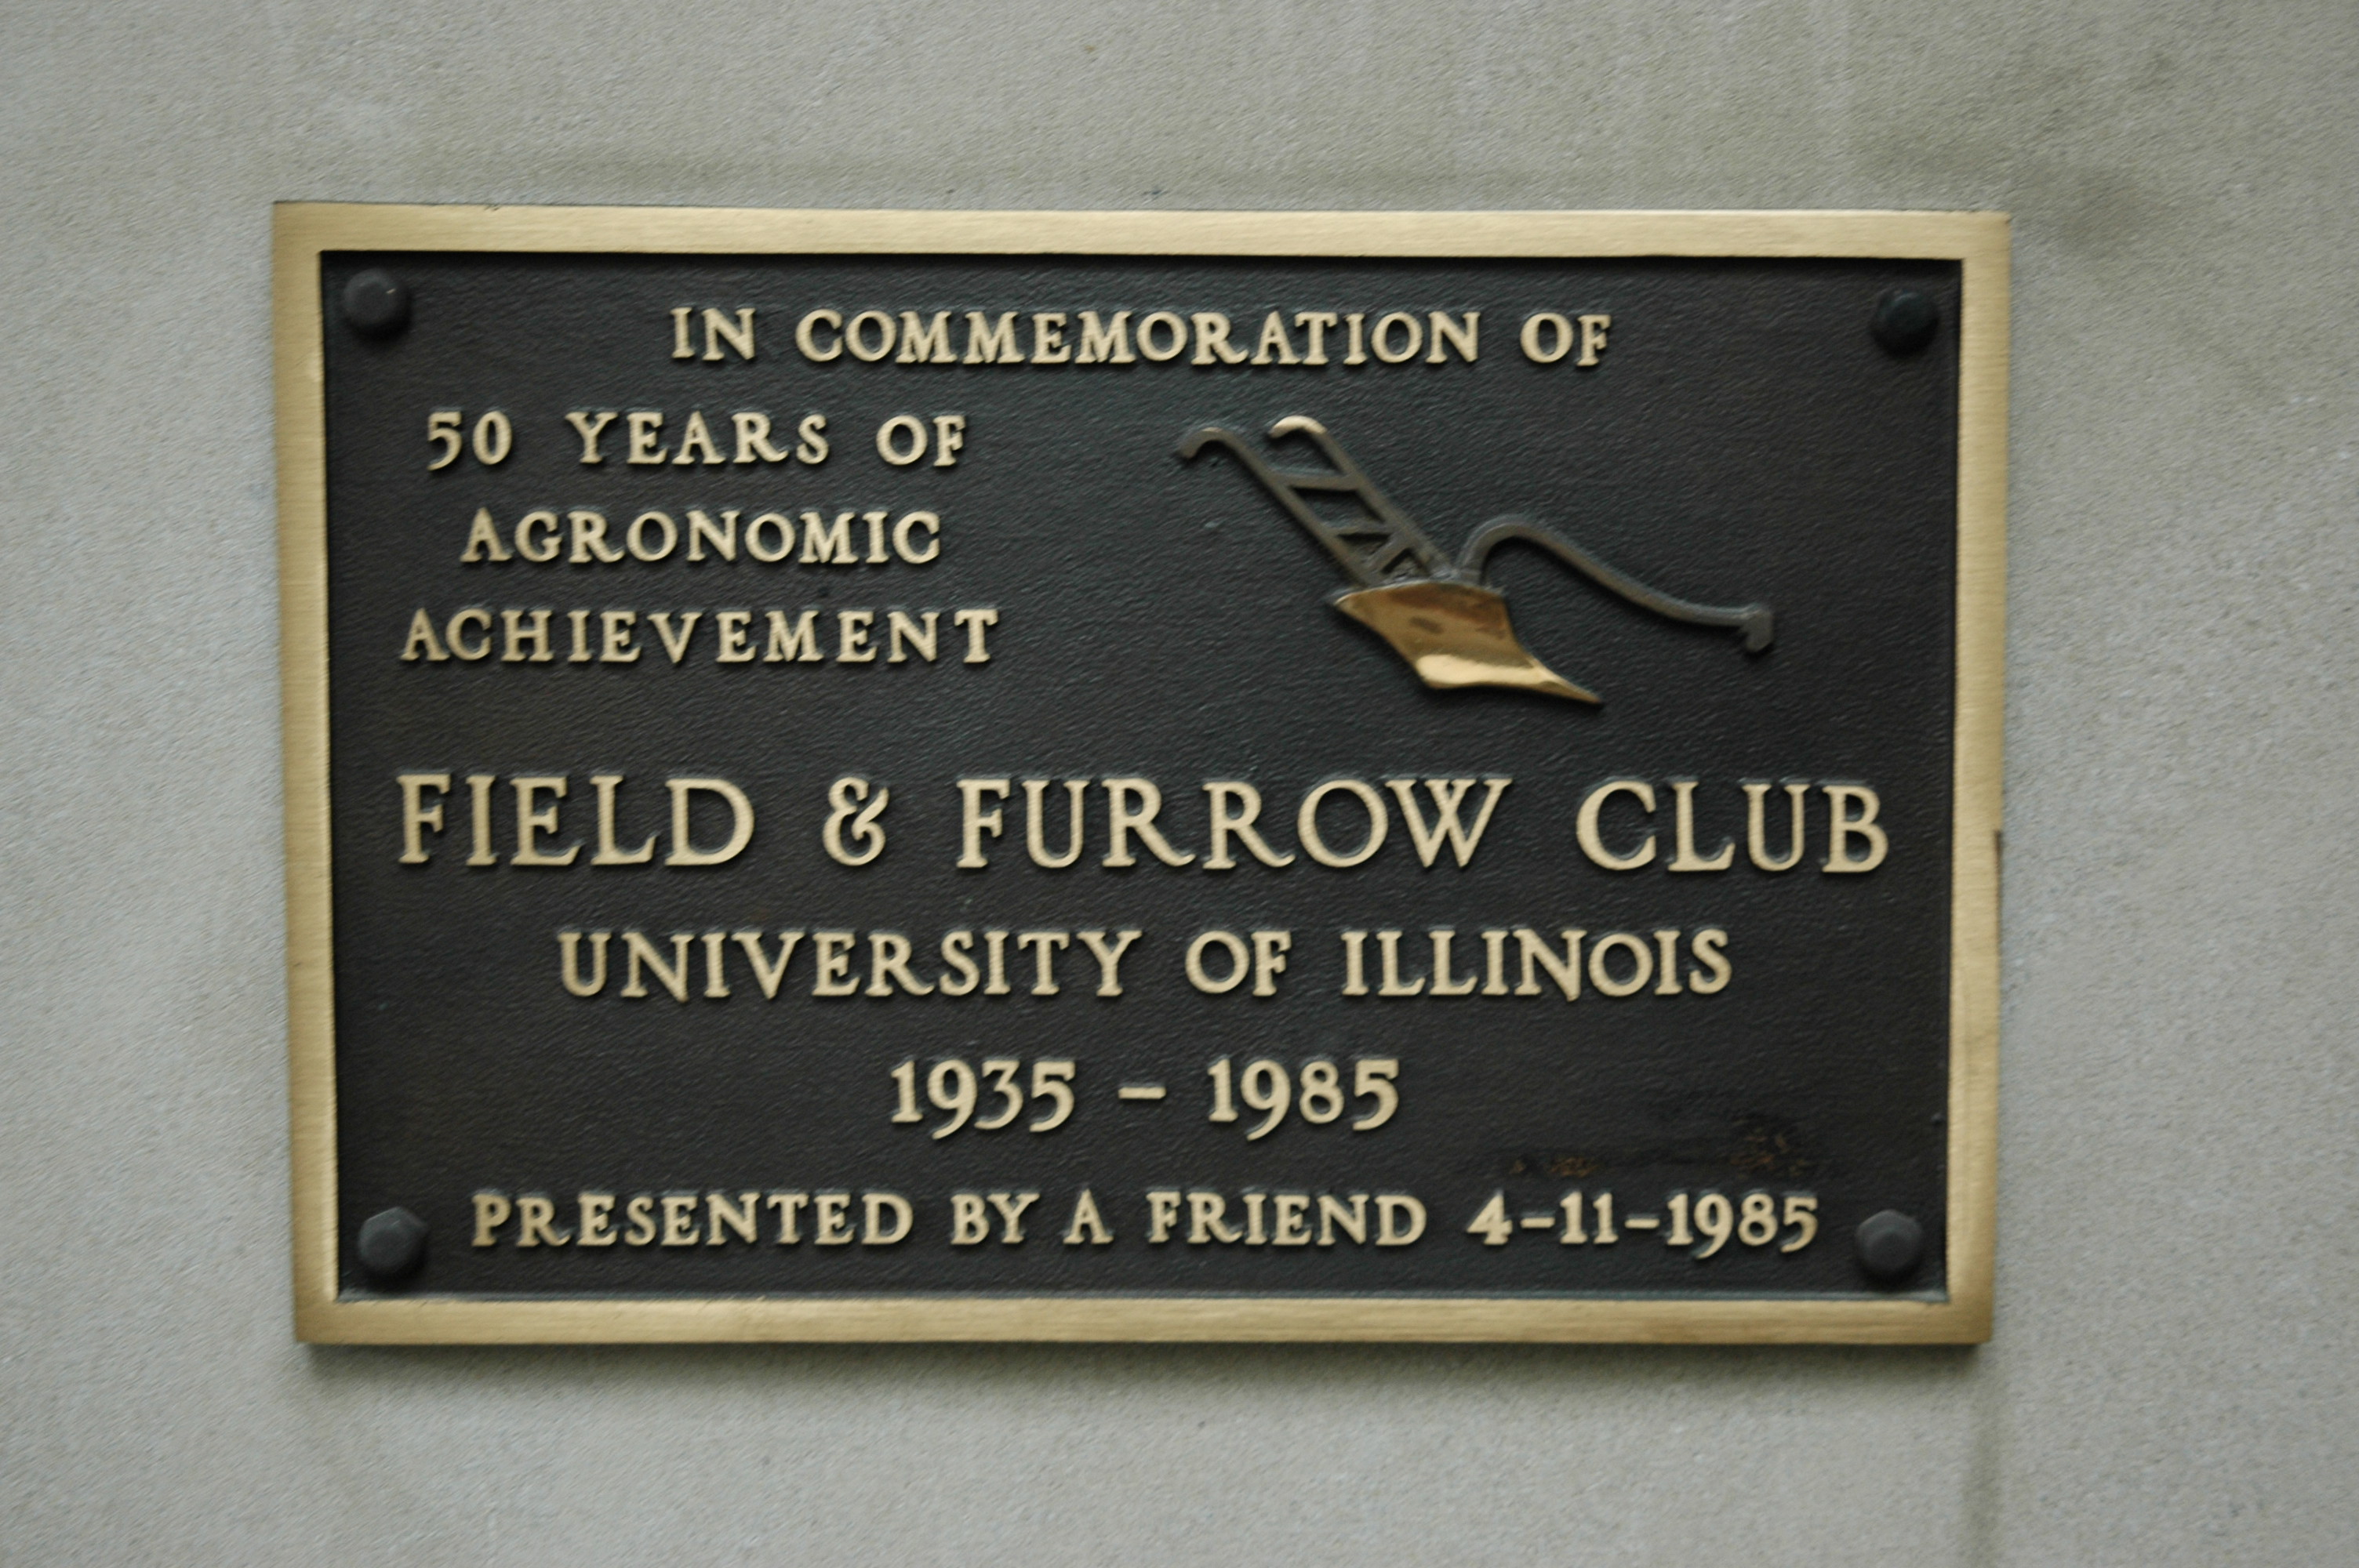 IN COMMEMORATION OF
50 YEARS OF
AGRONOMIC
ACHIEVEMENT
FIELD & FURROW CLUB
UNIVERSITY OF ILLINOIS
1935 – 1985
PRESENTED BY A FRIEND 4-11-1985